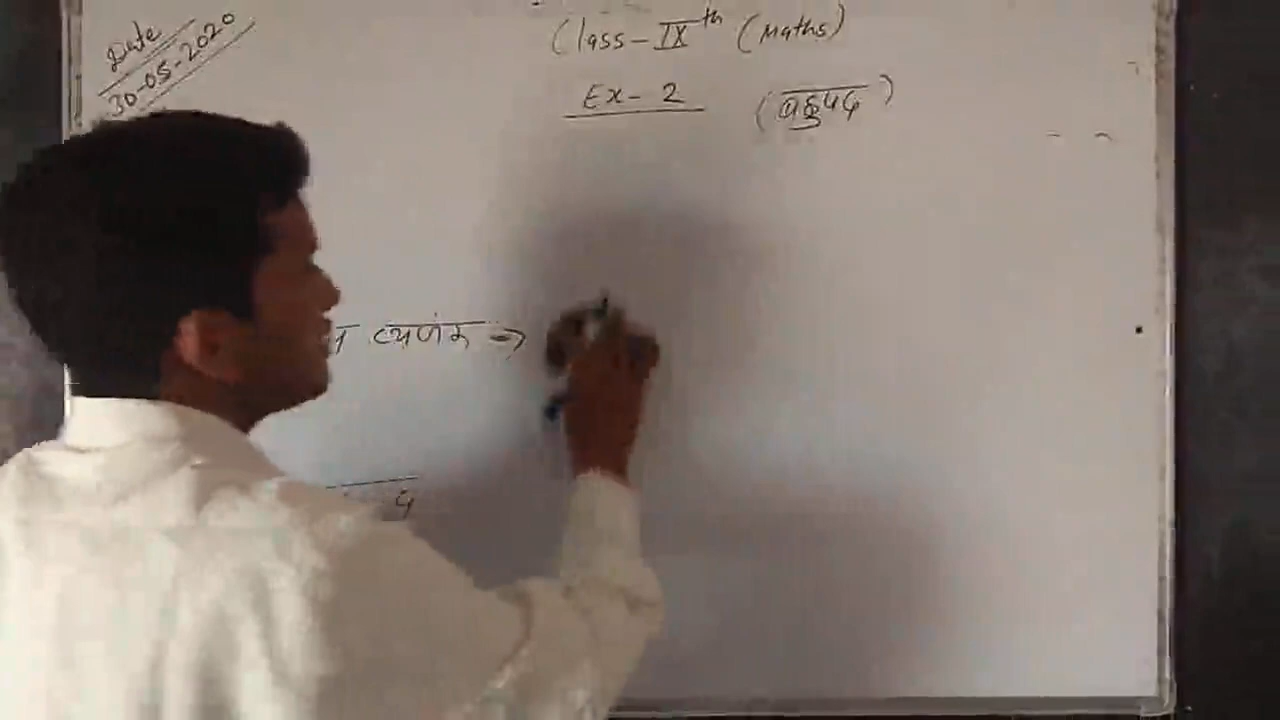 Date
30-05-2020
Class-IXth (Maths)
Ex-2 (बहुपद)
व्यंजक →